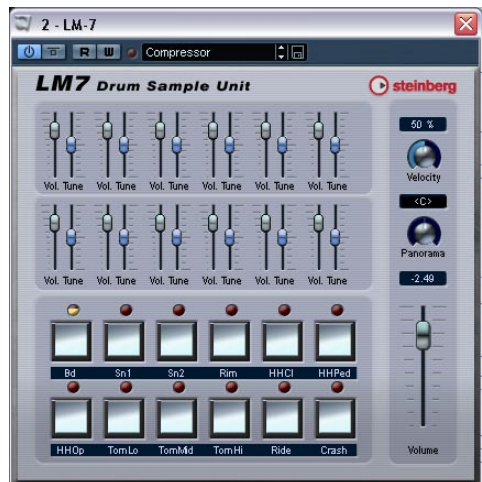 2 - LM-7
R W Compressor
LM7 Drum Sample Unit
steinberg
Vol. Tune Vol. Tune Vol. Tune Vol. Tune Vol. Tune Vol. Tune
Vol. Tune Vol. Tune Vol. Tune Vol. Tune Vol. Tune Vol. Tune
50 %
Velocity
<C>
Panorama
-2.49
Volume
Bd Sn1 Sn2 Rim HHCl HHPed
HHOp TomLo TomMid TomHi Ride Crash